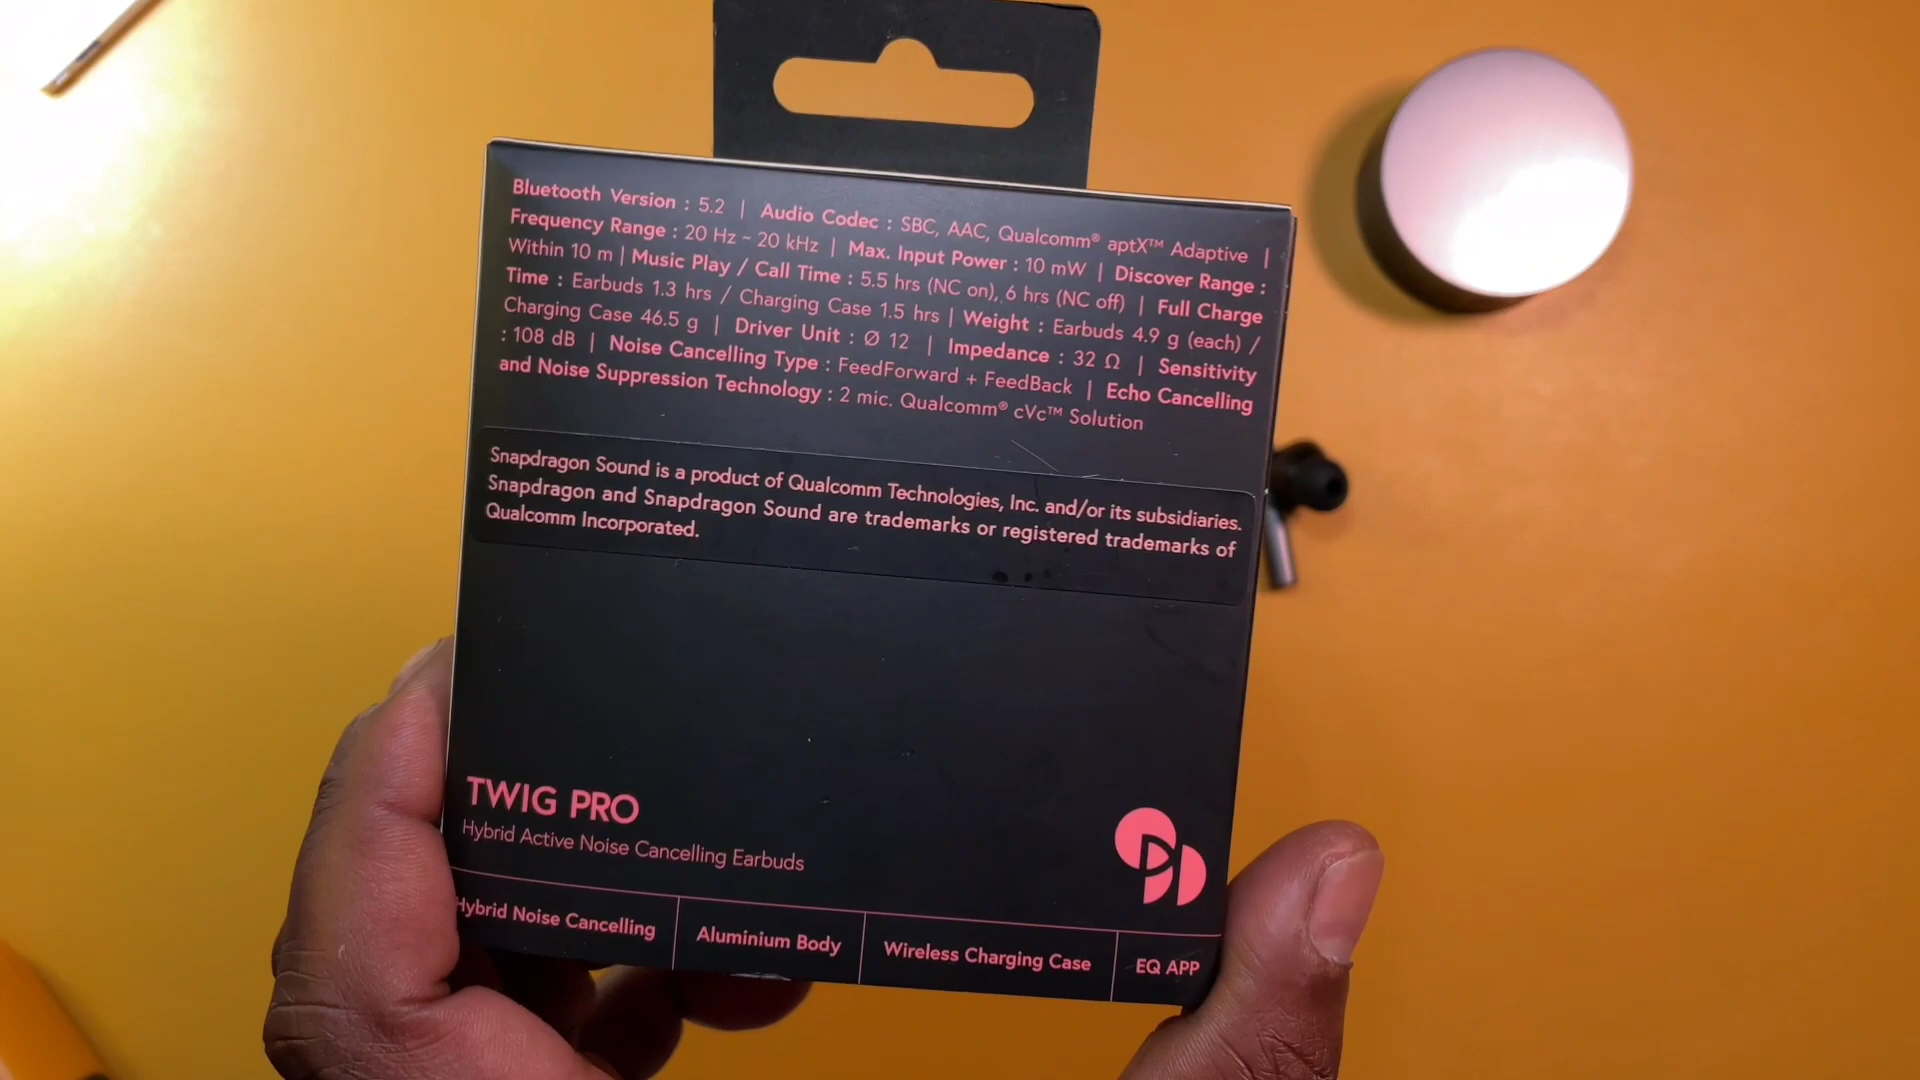 Bluetooth Version : 5.2 | Audio Codec : SBC, AAC, Qualcomm® aptX™ Adaptive |
Frequency Range : 20 Hz ~ 20 kHz | Max. Input Power : 10 mW | Discover Range :
Within 10 m | Music Play / Call Time : 5.5 hrs (NC on), 6 hrs (NC off) | Full Charge
Time : Earbuds 1.3 hrs / Charging Case 1.5 hrs | Weight : Earbuds 4.9 g (each) /
Charging Case 46.5 g | Driver Unit : Ø 12 | Impedance : 32 Ω | Sensitivity
: 108 dB | Noise Cancelling Type : FeedForward + FeedBack | Echo Cancelling
and Noise Suppression Technology : 2 mic. Qualcomm® cVc™ Solution
Snapdragon Sound is a product of Qualcomm Technologies, Inc. and/or its subsidiaries.
Snapdragon and Snapdragon Sound are trademarks or registered trademarks of
Qualcomm Incorporated.
TWIG PRO
Hybrid Active Noise Cancelling Earbuds
Hybrid Noise Cancelling
Aluminium Body
Wireless Charging Case
EQ APP